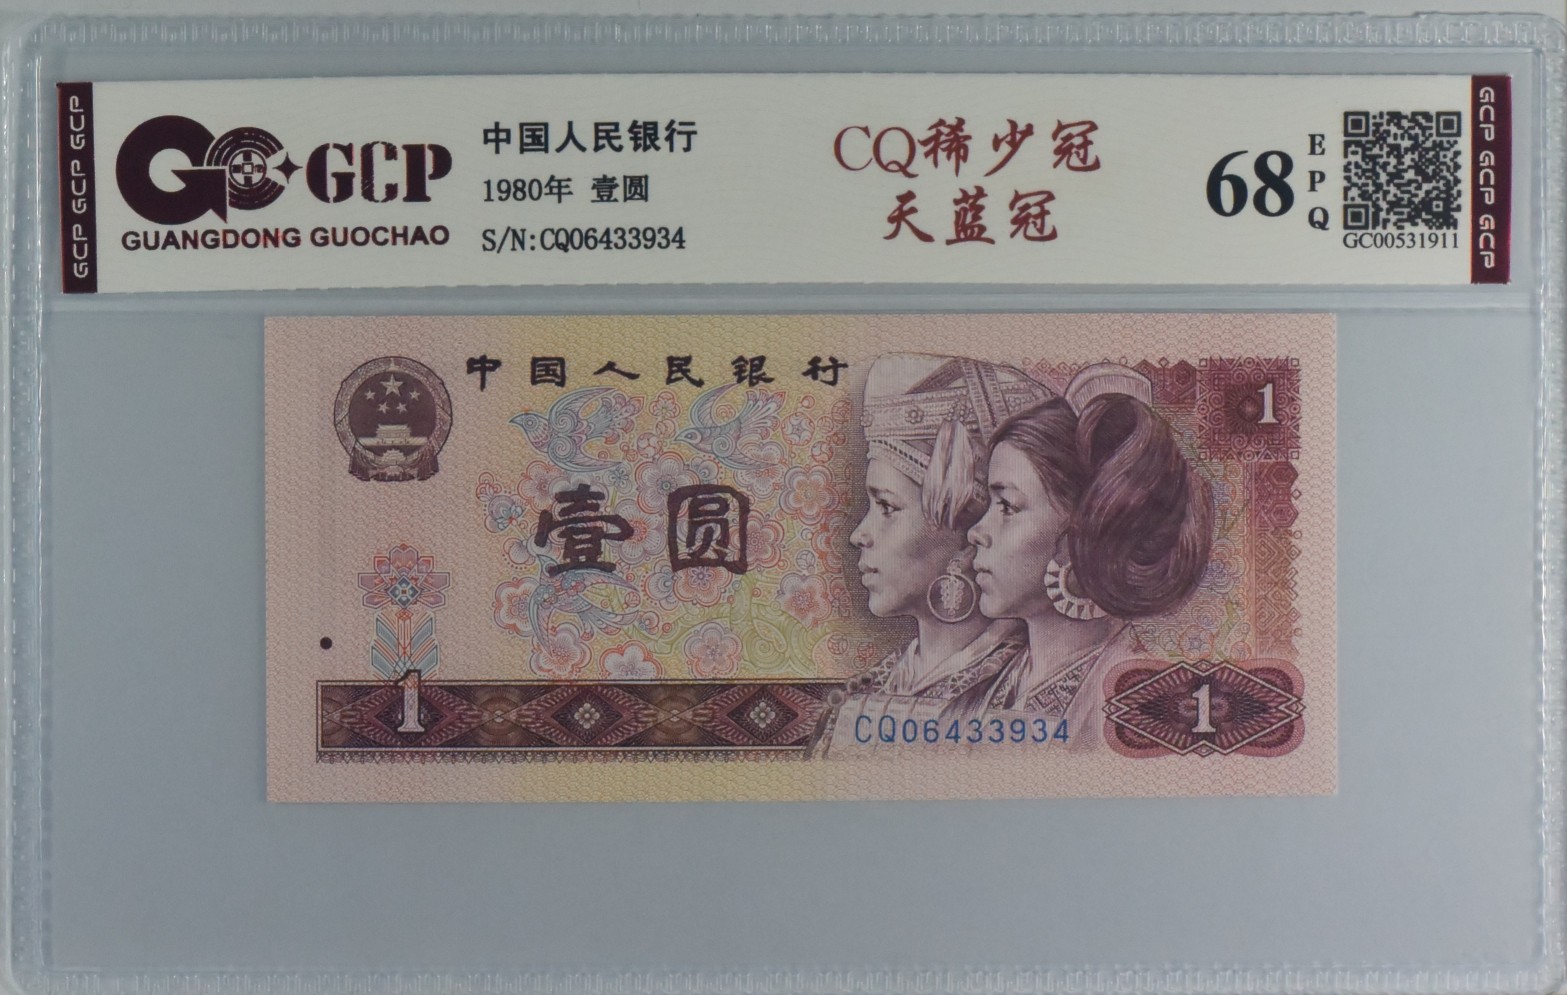 GCP GCP GCP
GCP
GUANGDONG GUOCHAO
中国人民银行
1980年 壹圆
S/N:CQ06433934
CQ稀少冠
天蓝冠
68
E
P
Q
GC00531911
GCP GCP GCP
中国人民银行
1
壹圆
1
CQ06433934
1